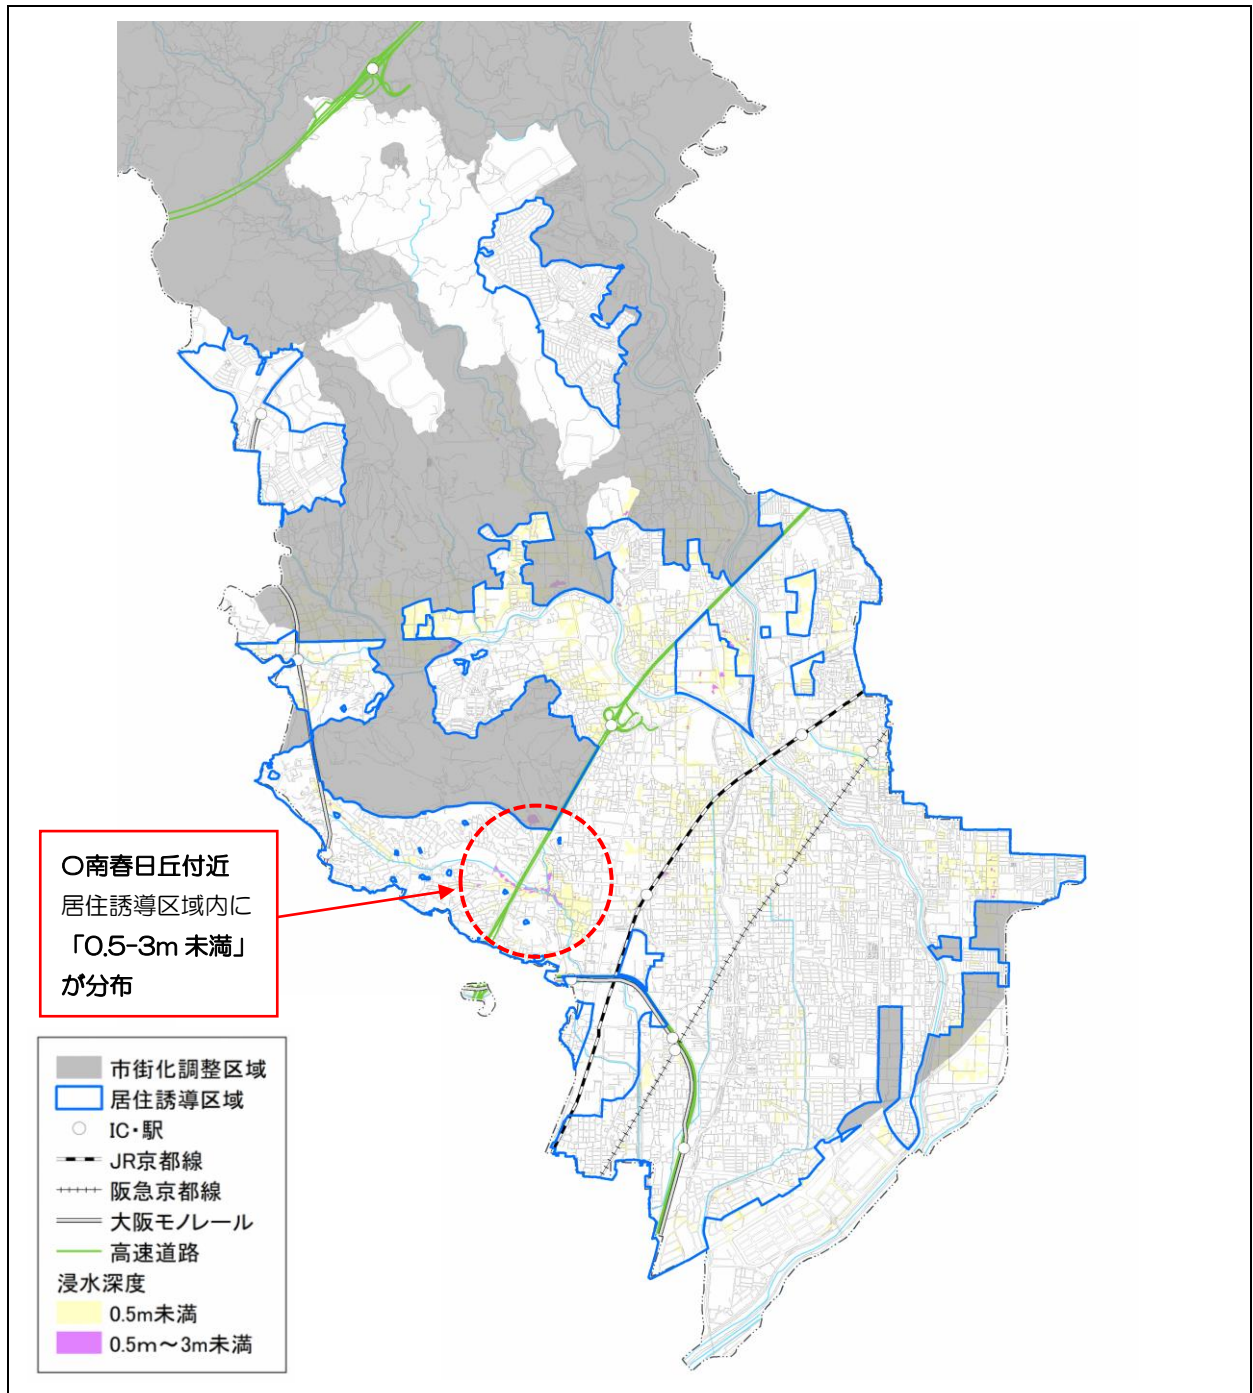 〇南春日丘付近
居住誘導区域内に
「0.5-3m 未満」
が分布
市街化調整区域
居住誘導区域
IC・駅
JR京都線
阪急京都線
大阪モノレール
高速道路
浸水深度
0.5m未満
0.5m～3m未満